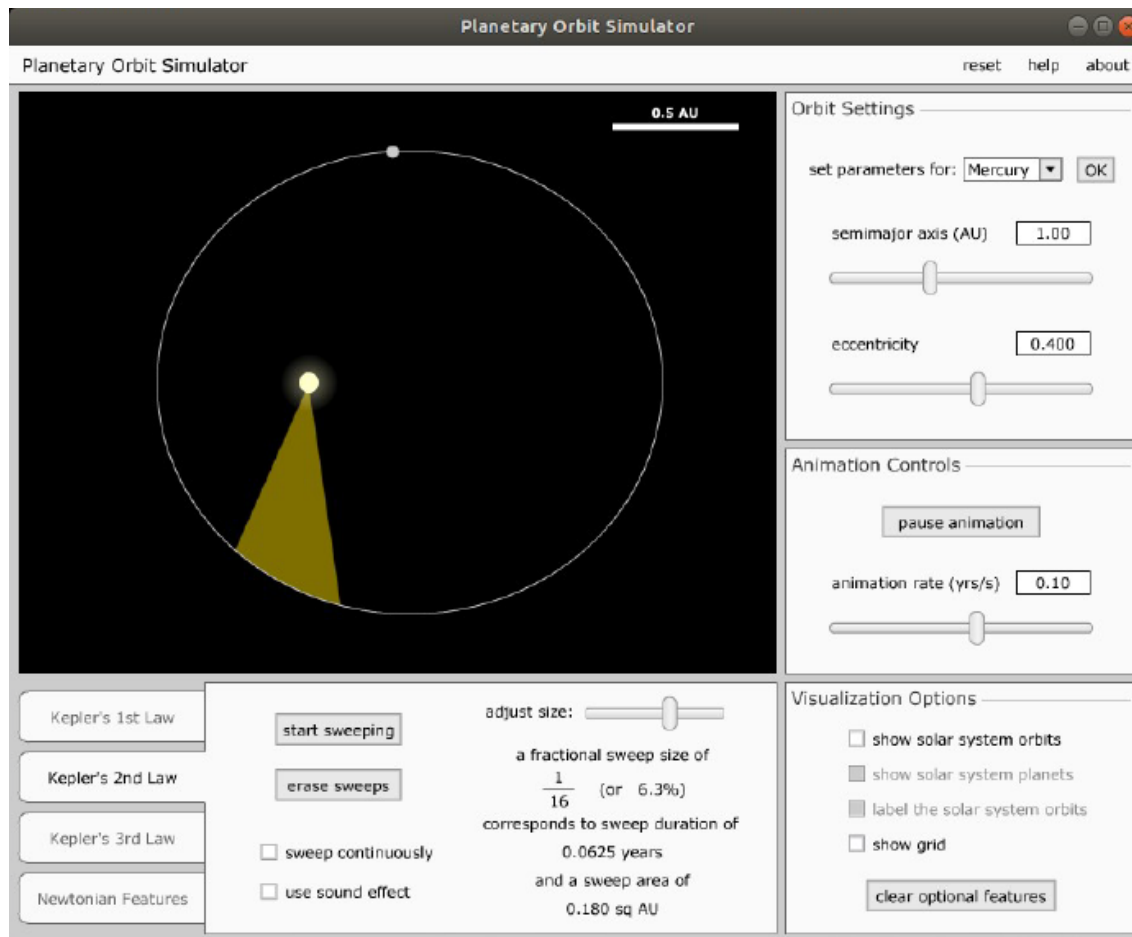 Planetary Orbit Simulator
Planetary Orbit Simulator
reset help about
0.5 AU
Orbit Settings
set parameters for: Mercury OK
semimajor axis (AU) 1.00
eccentricity 0.400
Animation Controls
pause animation
animation rate (yrs/s) 0.10
Kepler's 1st Law
Kepler's 2nd Law
Kepler's 3rd Law
Newtonian Features
start sweeping
erase sweeps
sweep continuously
use sound effect
adjust size:
a fractional sweep size of
1
16
(or 6.3%)
corresponds to sweep duration of
0.0625 years
and a sweep area of
0.180 sq AU
Visualization Options
show solar system orbits
show solar system planets
label the solar system orbits
show grid
clear optional features